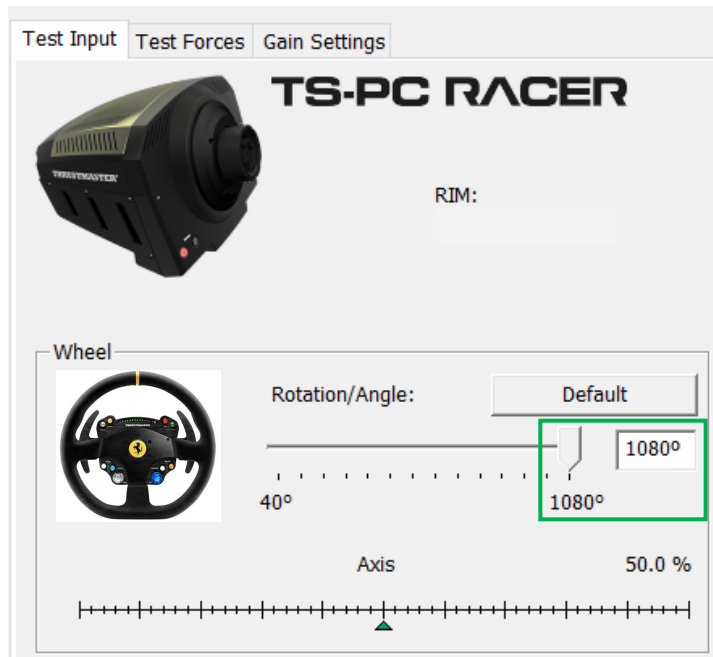 Test Input Test Forces Gain Settings
TS-PC RACER
THRUSTMASTER
RIM:
Wheel
Rotation/Angle: Default
1080º
40º 1080º
Axis 50.0 %